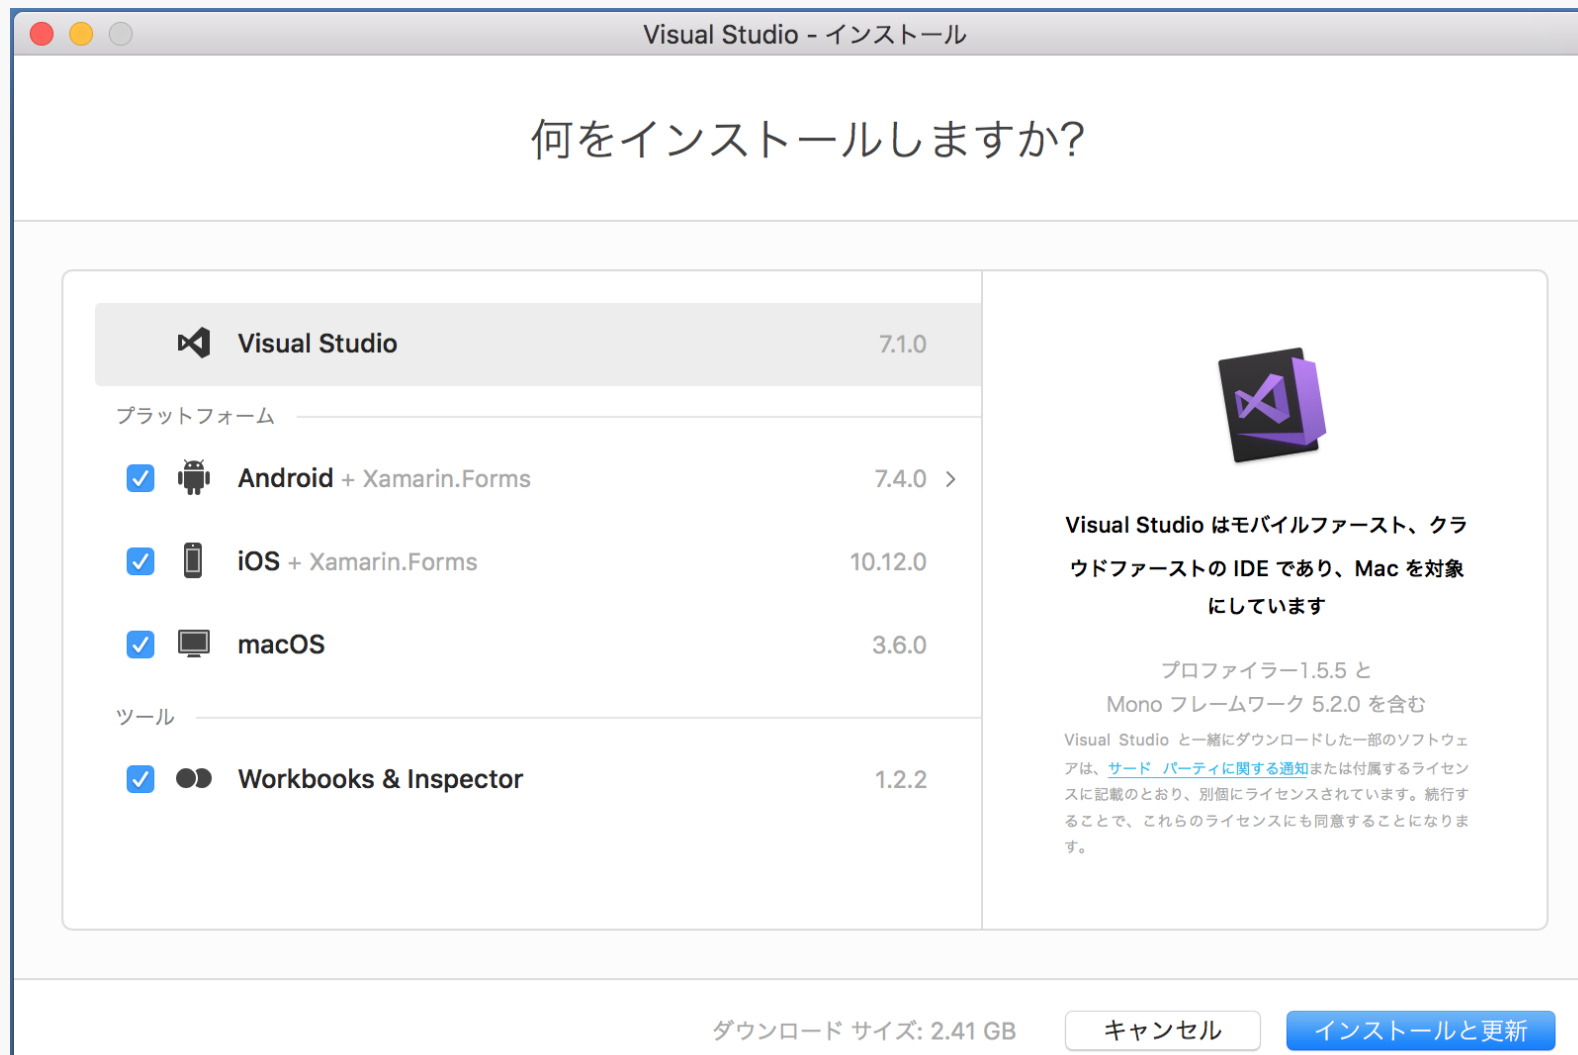 Visual Studio - インストール
何をインストールしますか?
Visual Studio 7.1.0
プラットフォーム
Android + Xamarin.Forms 7.4.0
iOS + Xamarin.Forms 10.12.0
macOS 3.6.0
ツール
Workbooks & Inspector 1.2.2
Visual Studio はモバイルファースト、クラ
ウドファーストの IDE であり、Mac を対象
にしています
プロファイラー1.5.5 と
Mono フレームワーク 5.2.0 を含む
Visual Studio と一緒にダウンロードした一部のソフトウェ
アは、サード パーティに関する通知または付属するライセン
スに記載のとおり、別個にライセンスされています。続行す
ることで、これらのライセンスにも同意することになりま
す。
ダウンロード サイズ: 2.41 GB
キャンセル
インストールと更新